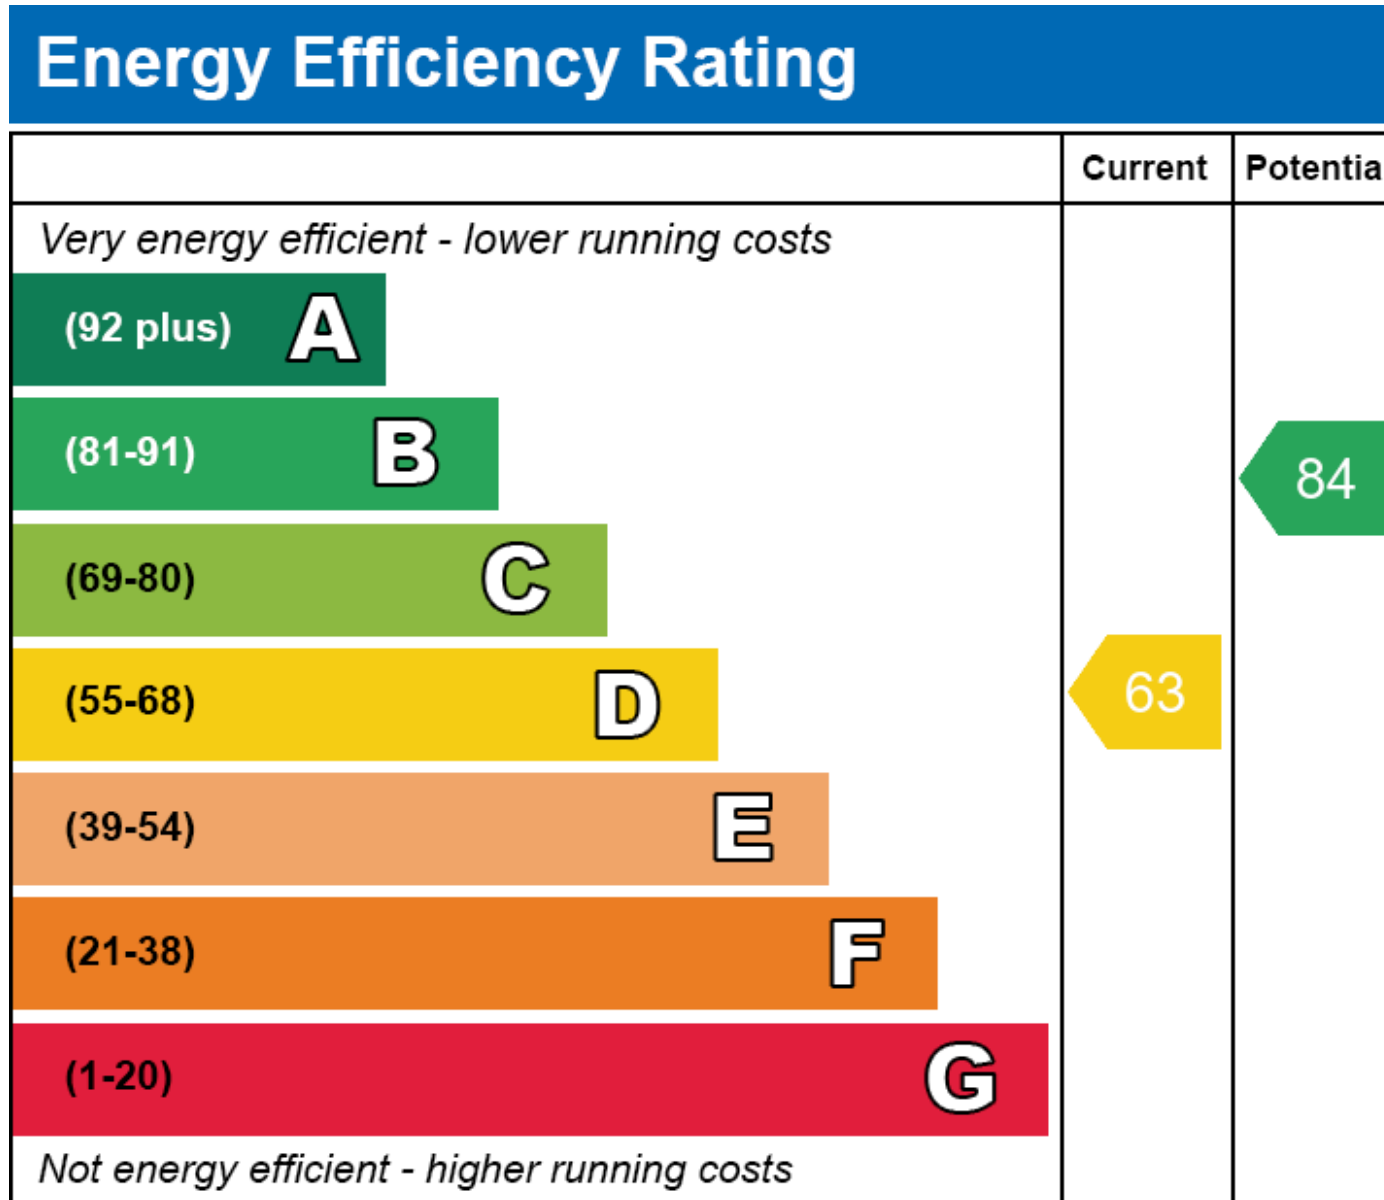 Energy Efficiency Rating
Current Potentia
Very energy efficient - lower running costs
(92 plus) A
(81-91) B
84
(69-80) C
(55-68) D
63
(39-54) E
(21-38) F
(1-20) G
Not energy efficient - higher running costs